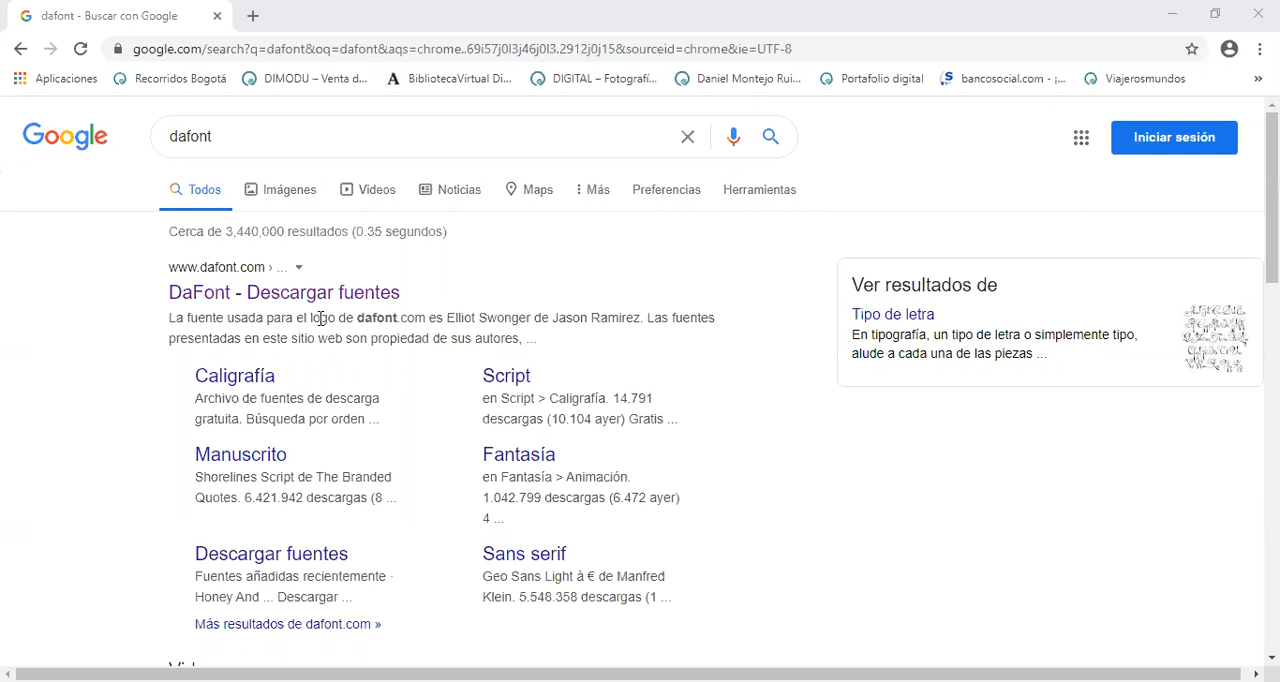 dafont - Buscar con Google
google.com/search?q=dafont&oq=dafont&aqs=chrome..69i57j0l3j46j0l3.2912j0j15&sourceid=chrome&ie=UTF-8
Aplicaciones Recorridos Bogotá DIMODU – Venta d... BibliotecaVirtual Di... DIGITAL – Fotografí... Daniel Montejo Rui... Portafolio digital bancosocial.com - ¡... Viajerosmundos »
Google
dafont
Iniciar sesión
Todos Imágenes Videos Noticias Maps Más Preferencias Herramientas
Cerca de 3,440,000 resultados (0.35 segundos)
www.dafont.com › ...
DaFont - Descargar fuentes
La fuente usada para el logo de dafont.com es Elliot Swonger de Jason Ramirez. Las fuentes
presentadas en este sitio web son propiedad de sus autores, ...
Caligrafía
Archivo de fuentes de descarga
gratuita. Búsqueda por orden ...
Script
en Script > Caligrafía. 14.791
descargas (10.104 ayer) Gratis ...
Manuscrito
Shorelines Script de The Branded
Quotes. 6.421.942 descargas (8 ...
Fantasía
en Fantasía > Animación.
1.042.799 descargas (6.472 ayer)
4 ...
Descargar fuentes
Fuentes añadidas recientemente ·
Honey And ... Descargar ...
Sans serif
Geo Sans Light à € de Manfred
Klein. 5.548.358 descargas (1 ...
Más resultados de dafont.com »
Ver resultados de
Tipo de letra
En tipografía, un tipo de letra o simplemente tipo,
alude a cada una de las piezas ...